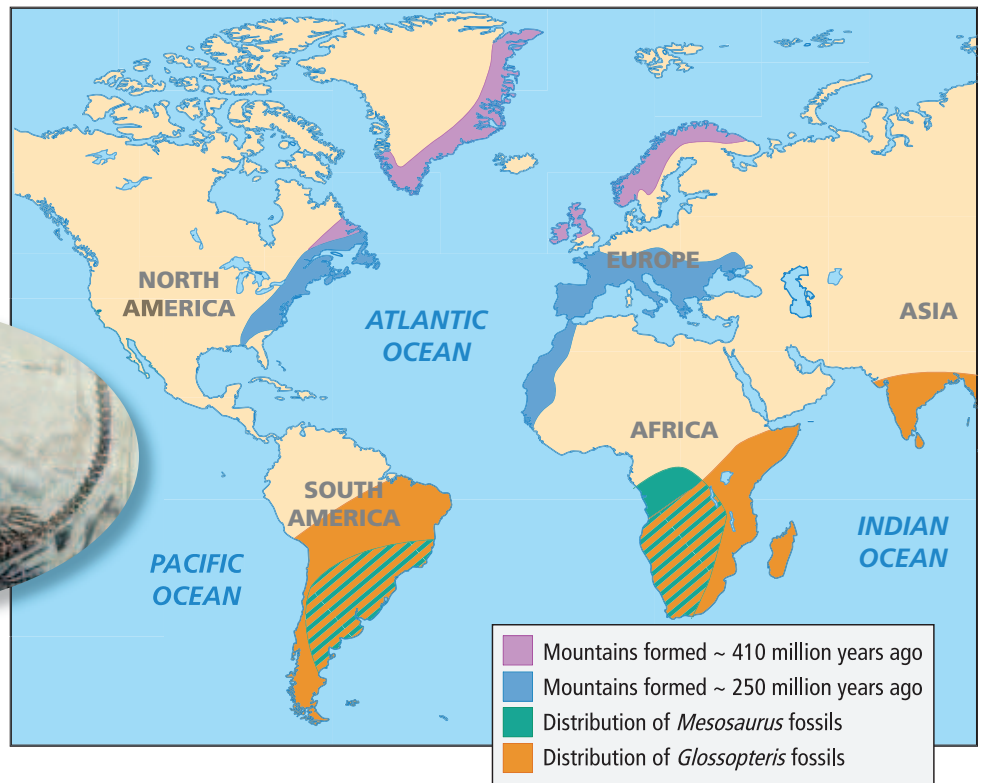 NORTH
AMERICA
ATLANTIC
OCEAN
EUROPE
ASIA
AFRICA
SOUTH
AMERICA
PACIFIC
OCEAN
INDIAN
OCEAN
Mountains formed ~ 410 million years ago
Mountains formed ~ 250 million years ago
Distribution of Mesosaurus fossils
Distribution of Glossopteris fossils